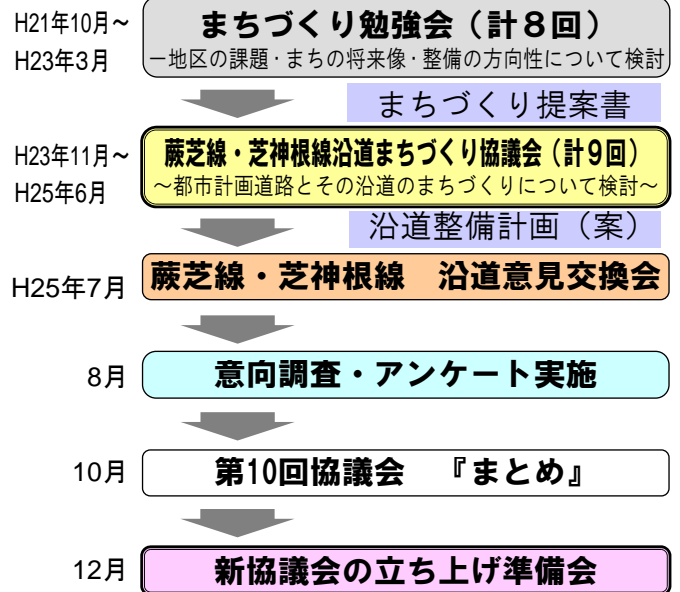 H21年10月~
H23年3月
まちづくり勉強会（計８回）
－地区の課題・まちの将来像・整備の方向性について検討
まちづくり提案書
H23年11月~
H25年6月
蕨芝線・芝神根線沿道まちづくり協議会（計９回）
～都市計画道路とその沿道のまちづくりについて検討～
沿道整備計画（案）
H25年7月
蕨芝線・芝神根線　沿道意見交換会
8月
意向調査・アンケート実施
10月
第10回協議会　『まとめ』
12月
新協議会の立ち上げ準備会